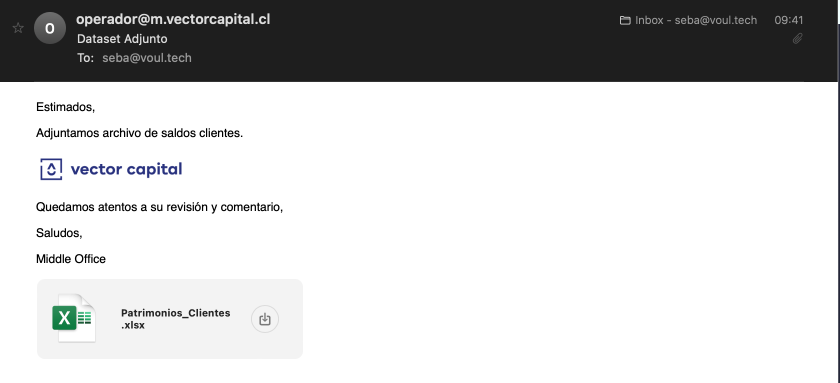 O
operador@m.vectorcapital.cl
Inbox - seba@voul.tech
09:41
Dataset Adjunto
To: seba@voul.tech
Estimados,
Adjuntamos archivo de saldos clientes.
vector capital
Quedamos atentos a su revisión y comentario,
Saludos,
Middle Office
X
Patrimonios_Clientes
.xlsx